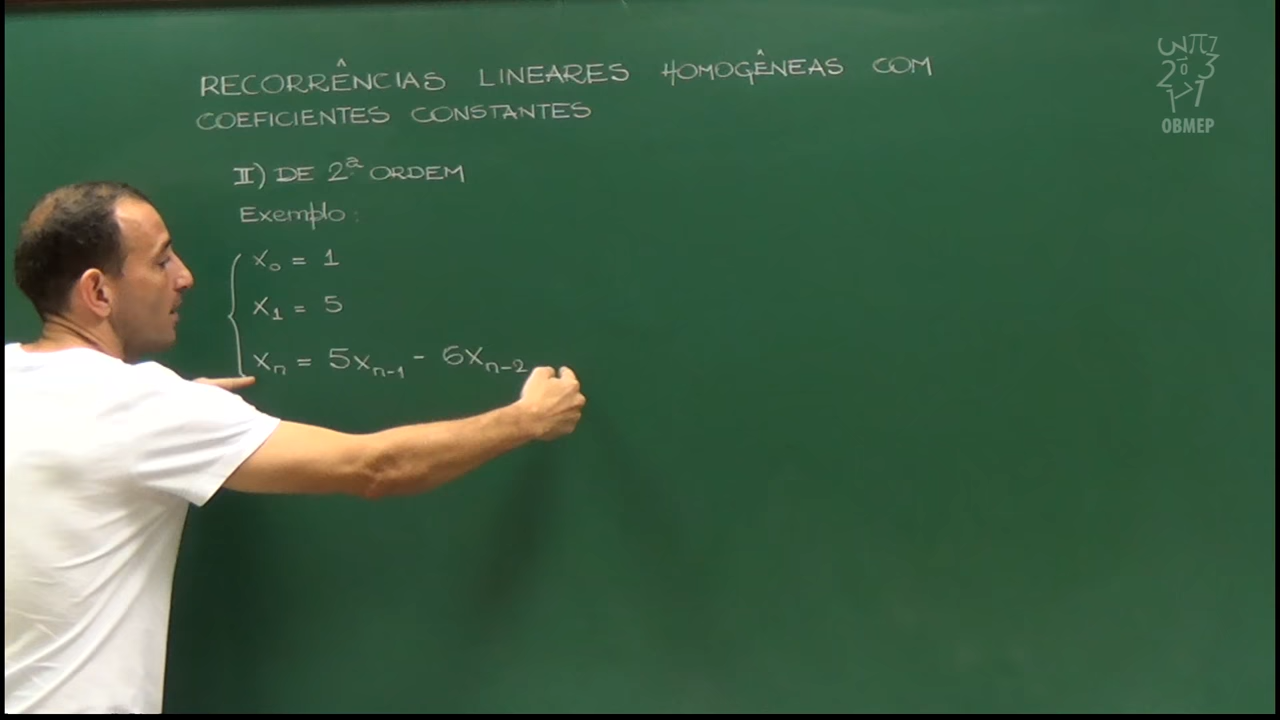 RECORRÊNCIAS LINEARES HOMOGÊNEAS COM
COEFICIENTES CONSTANTES
II) DE 2ª ORDEM
Exemplo:
x₀ = 1
x₁ = 5
xₙ = 5xₙ₋₁ - 6xₙ₋₂
OBMEP